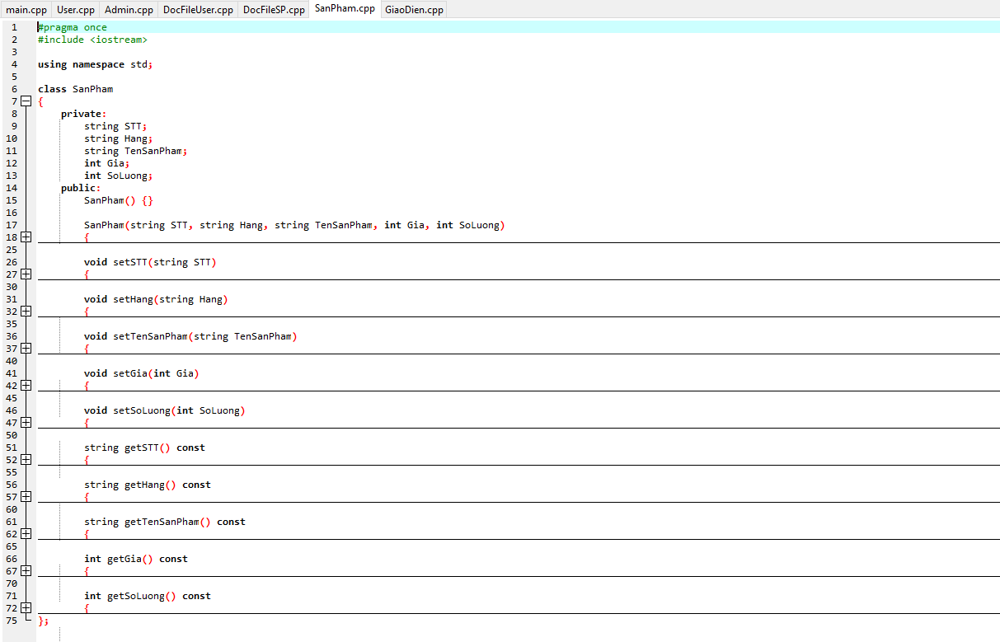 main.cpp User.cpp Admin.cpp DocFileUser.cpp DocFileSP.cpp SanPham.cpp GiaoDien.cpp
1 #pragma once
2 #include <iostream>
3
4 using namespace std;
5
6 class SanPham
7 {
8 private:
9 string STT;
10 string Hang;
11 string TenSanPham;
12 int Gia;
13 int SoLuong;
14 public:
15 SanPham() {}
16
17 SanPham(string STT, string Hang, string TenSanPham, int Gia, int SoLuong)
18 {
25
26 void setSTT(string STT)
27 {
30
31 void setHang(string Hang)
32 {
35
36 void setTenSanPham(string TenSanPham)
37 {
40
41 void setGia(int Gia)
42 {
45
46 void setSoLuong(int SoLuong)
47 {
50
51 string getSTT() const
52 {
55
56 string getHang() const
57 {
60
61 string getTenSanPham() const
62 {
65
66 int getGia() const
67 {
70
71 int getSoLuong() const
72 {
75 };